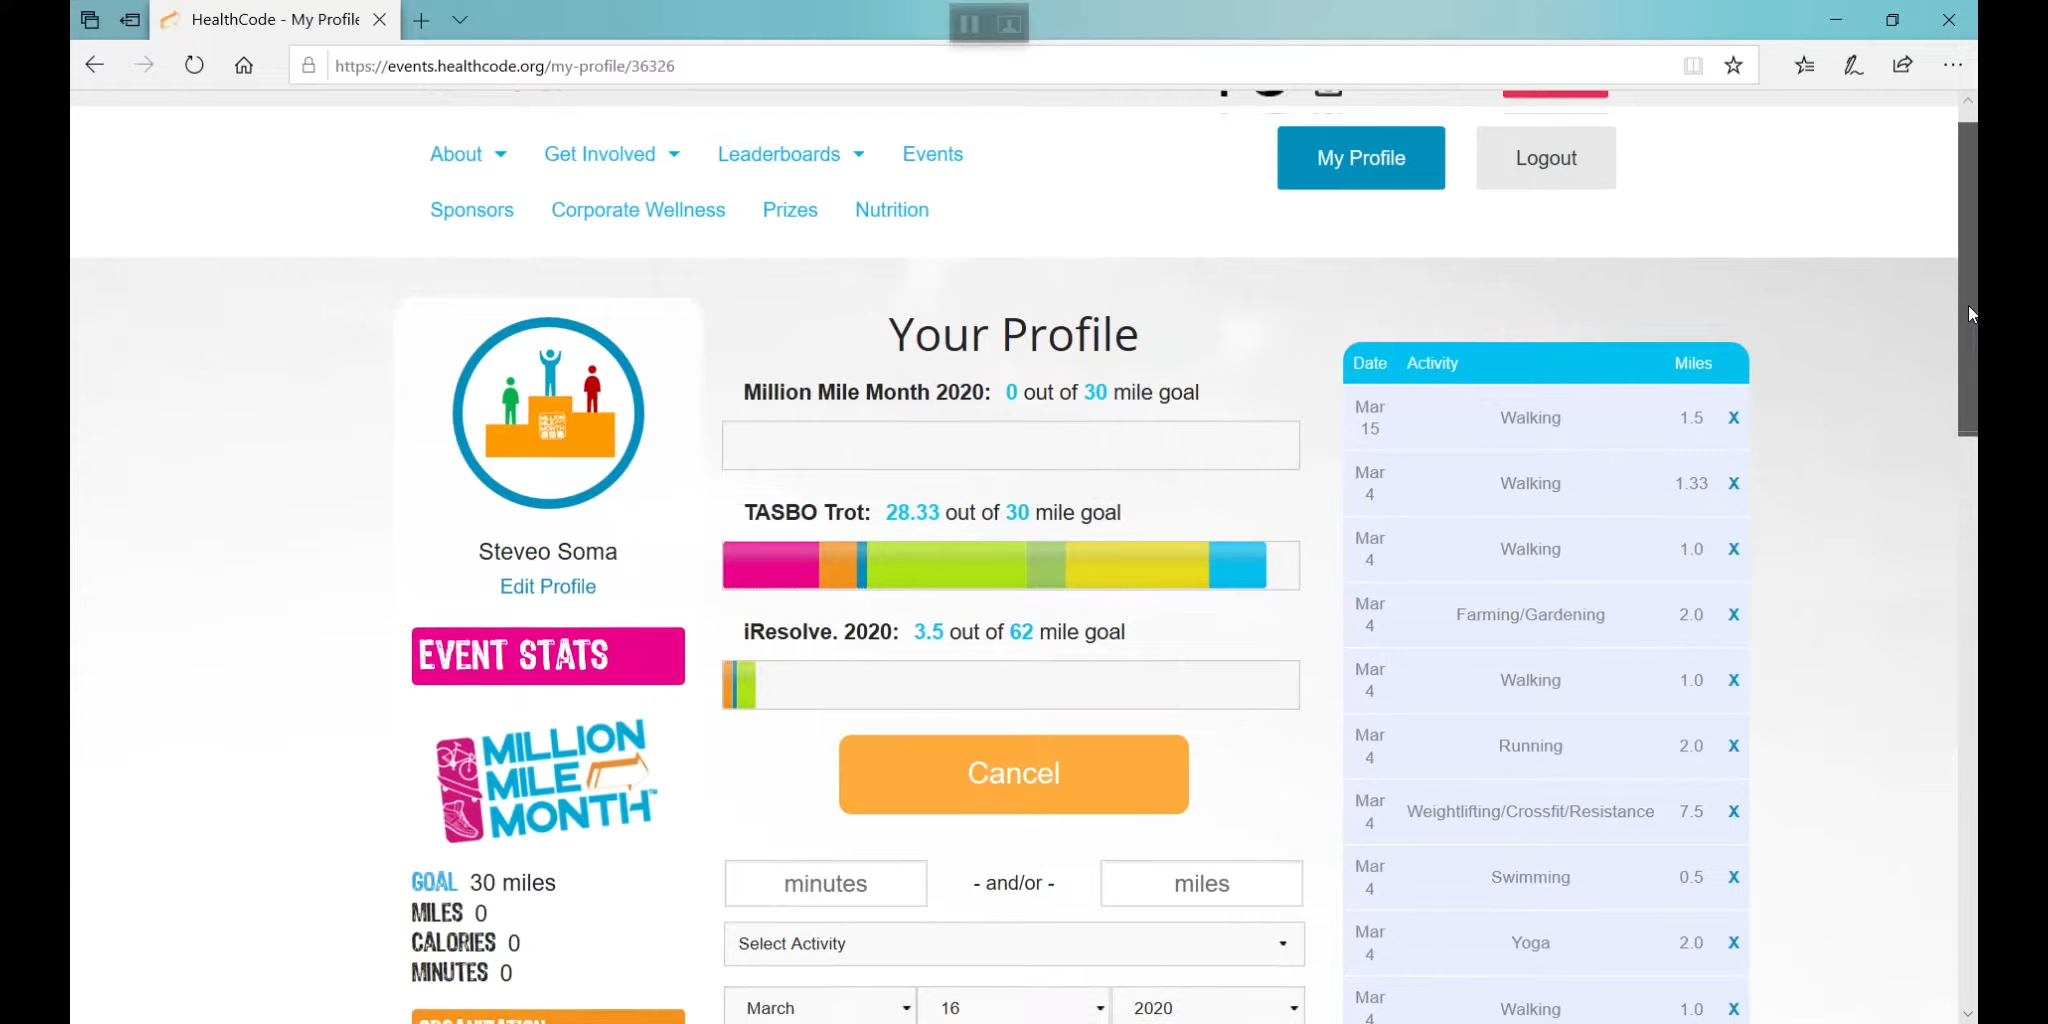 HealthCode - My Profile
https://events.healthcode.org/my-profile/36326
About
Get Involved
Leaderboards
Events
Sponsors
Corporate Wellness
Prizes
Nutrition
My Profile
Logout
Steveo Soma
Edit Profile
EVENT STATS
MILLION
MILE
MONTH™
GOAL 30 miles
MILES 0
CALORIES 0
MINUTES 0
ORGANIZATION
Your Profile
Million Mile Month 2020: 0 out of 30 mile goal
TASBO Trot: 28.33 out of 30 mile goal
iResolve. 2020: 3.5 out of 62 mile goal
Cancel
minutes - and/or - miles
Select Activity
March 16 2020
Date Activity Miles
Mar 15 Walking 1.5 X
Mar 4 Walking 1.33 X
Mar 4 Walking 1.0 X
Mar 4 Farming/Gardening 2.0 X
Mar 4 Walking 1.0 X
Mar 4 Running 2.0 X
Mar 4 Weightlifting/Crossfit/Resistance 7.5 X
Mar 4 Swimming 0.5 X
Mar 4 Yoga 2.0 X
Mar Walking 1.0 X